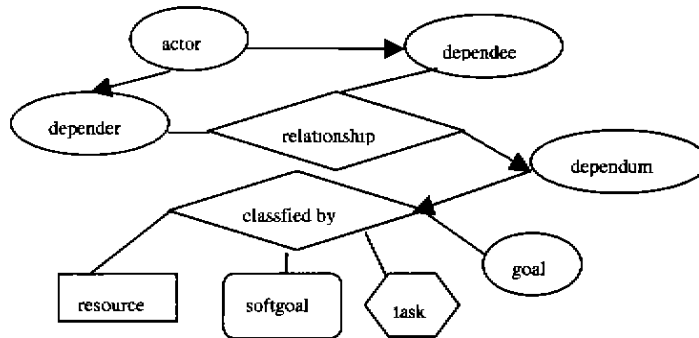 actor
dependee
depender
relationship
dependum
classfied by
goal
resource
softgoal
task